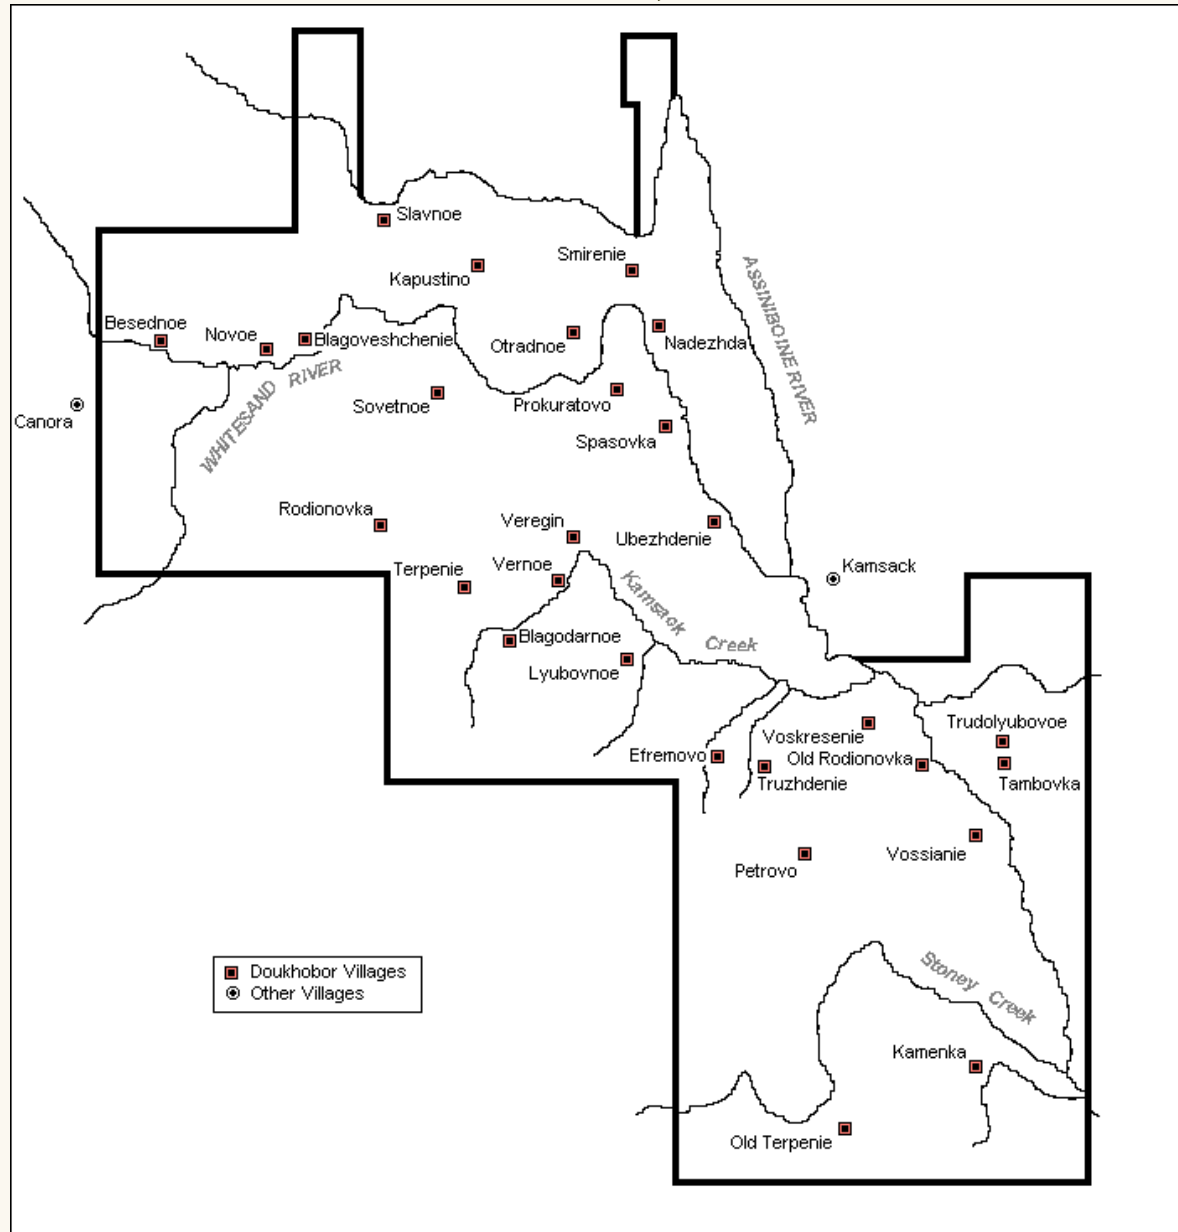 Slavnoe
Smirenie
Kapustino
ASSINIBOINE RIVER
Besednoe
Novoe
Blagoveshchenie
Otradnoe
Nadezhda
WHITESAND RIVER
Canora
Sovetnoe
Prokuratovo
Spasovka
Rodionovka
Veregin
Ubezhdenie
Terpenie
Vernoe
Kamsack
Kamsack Creek
Blagodarnoe
Lyubovnoe
Trudolyubovoe
Voskresenie
Efremovo
Old Rodionovka
Truzhdenie
Tambovka
Vossianie
Petrovo
Stoney Creek
Doukhobor Villages
Other Villages
Kamenka
Old Terpenie